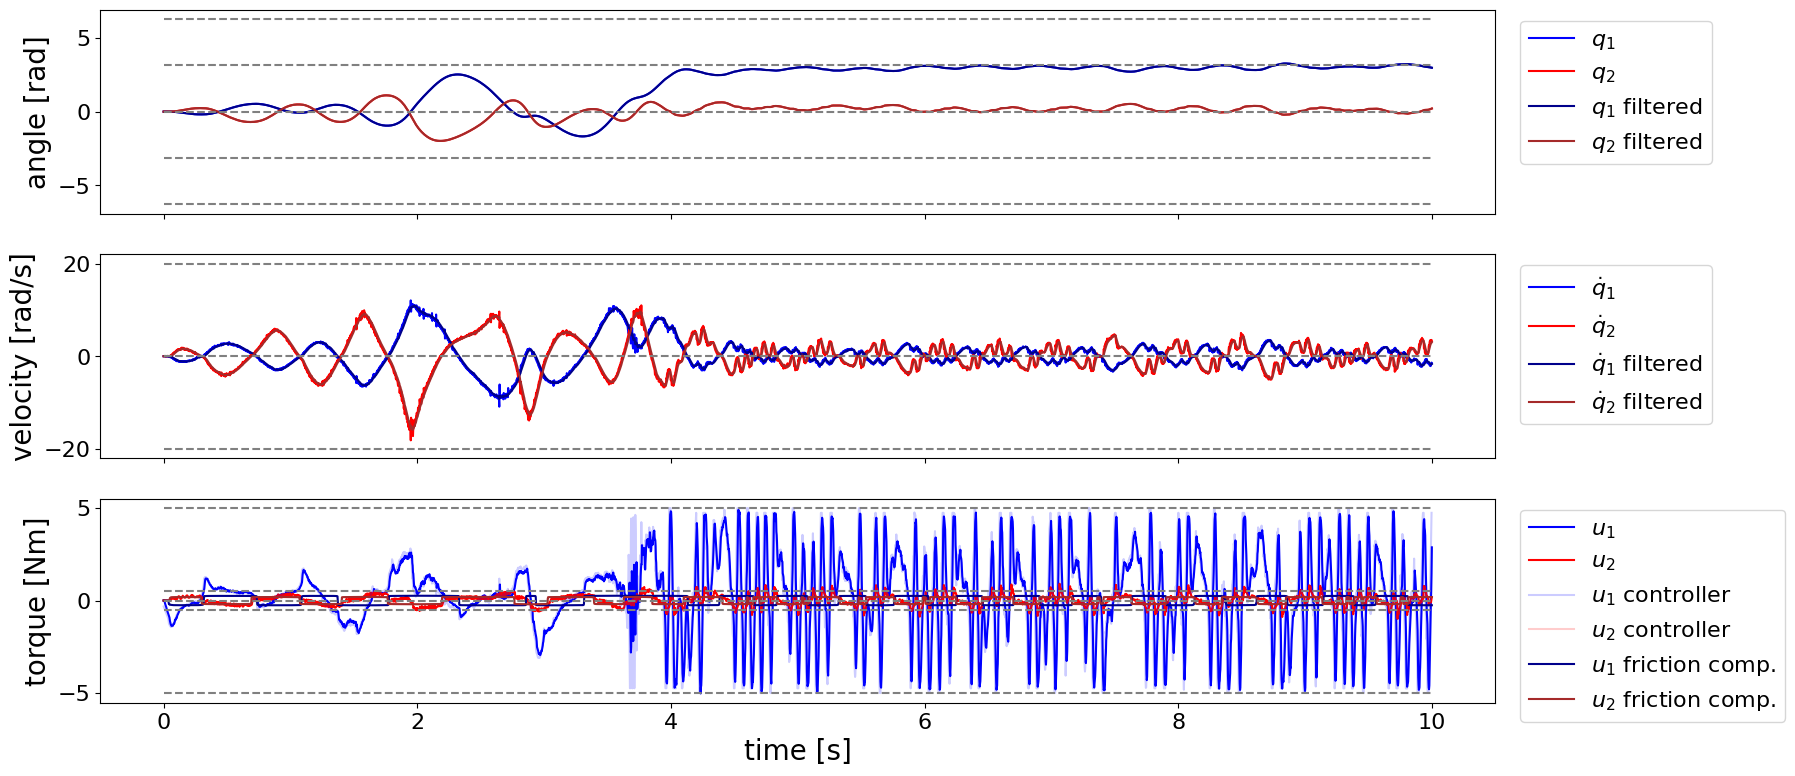 angle [rad]
5
0
−5
q₁
q₂
q₁ filtered
q₂ filtered
velocity [rad/s]
20
0
−20
q̇₁
q̇₂
q̇₁ filtered
q̇₂ filtered
torque [Nm]
5
0
−5
u₁
u₂
u₁ controller
u₂ controller
u₁ friction comp.
u₂ friction comp.
0 2 4 6 8 10
time [s]